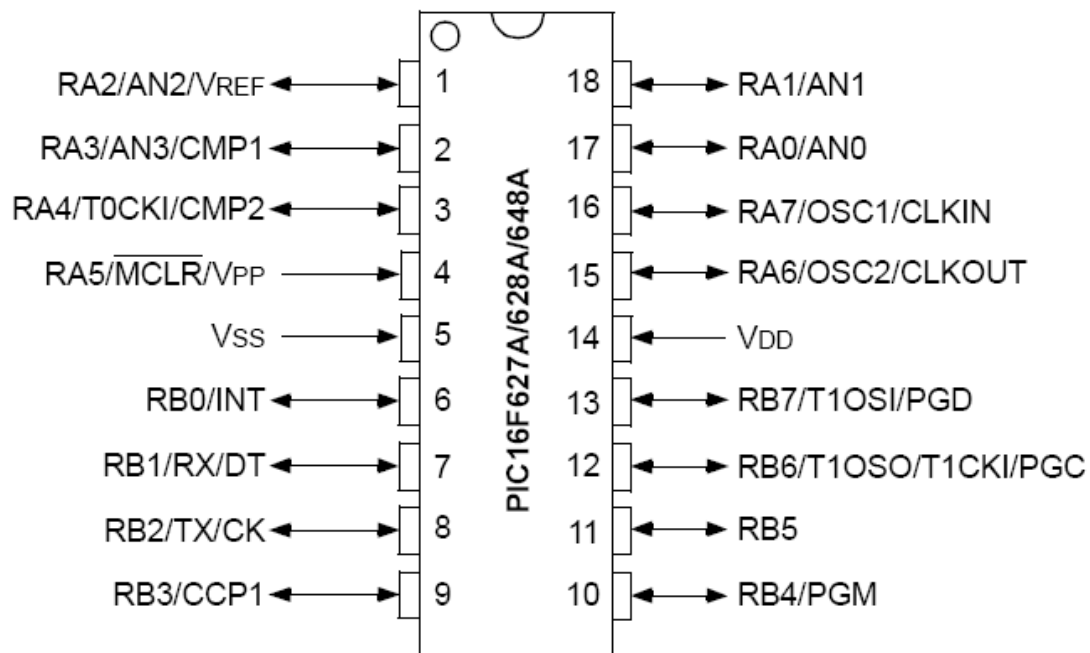 RA2/AN2/VREF 1 18 RA1/AN1
RA3/AN3/CMP1 2 17 RA0/AN0
RA4/T0CKI/CMP2 3 16 RA7/OSC1/CLKIN
RA5/MCLR/VPP 4 15 RA6/OSC2/CLKOUT
VSS 5 14 VDD
RB0/INT 6 13 RB7/T1OSI/PGD
RB1/RX/DT 7 12 RB6/T1OSO/T1CKI/PGC
RB2/TX/CK 8 11 RB5
RB3/CCP1 9 10 RB4/PGM
PIC16F627A/628A/648A